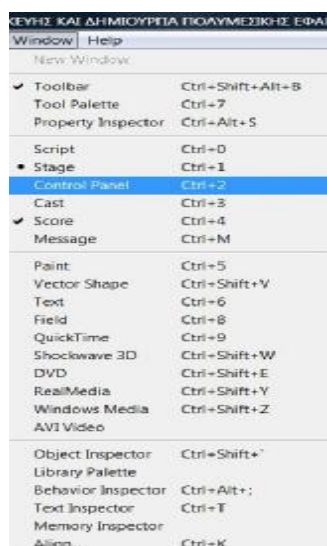 ΚΑΙ ΔΗΜΙΟΥΡΓΙΑ ΠΟΛΥΜΕΣΙΚΗΣ
Window Help
New Window
Toolbar Ctrl+Shift+Alt+B
Tool Palette Ctrl+7
Property Inspector Ctrl+Alt+S
Script Ctrl+0
Stage Ctrl+1
Control Panel Ctrl+2
Cast Ctrl+3
Score Ctrl+4
Message Ctrl+M
Paint Ctrl+5
Vector Shape Ctrl+Shift+V
Text Ctrl+6
Field Ctrl+8
QuickTime Ctrl+9
Shockwave 3D Ctrl+Shift+W
DVD Ctrl+Shift+E
RealMedia Ctrl+Shift+Y
Windows Media Ctrl+Shift+Z
AVI Video
Object Inspector Ctrl+Shift+`
Library Palette
Behavior Inspector Ctrl+Alt+;
Text Inspector Ctrl+T
Memory Inspector
Align... Ctrl+K